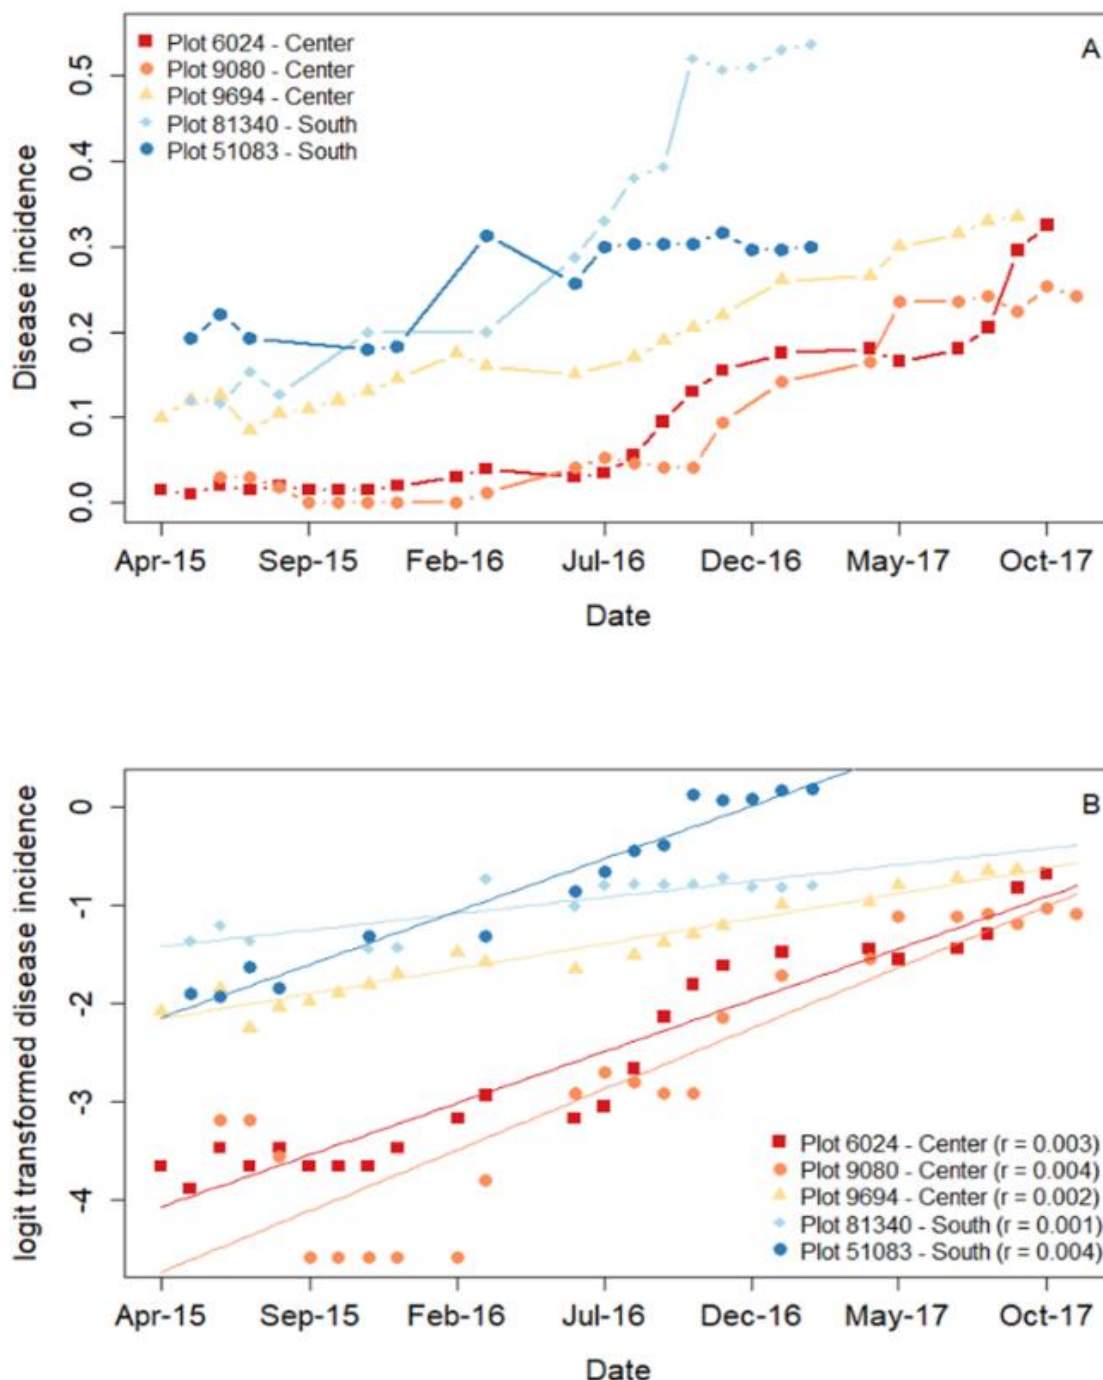 A
Plot 6024 - Center
Plot 9080 - Center
Plot 9694 - Center
Plot 81340 - South
Plot 51083 - South
Disease incidence
0.5
0.4
0.3
0.2
0.1
0.0
Apr-15 Sep-15 Feb-16 Jul-16 Dec-16 May-17 Oct-17
Date
B
logit transformed disease incidence
0
-1
-2
-3
-4
Plot 6024 - Center (r = 0.003)
Plot 9080 - Center (r = 0.004)
Plot 9694 - Center (r = 0.002)
Plot 81340 - South (r = 0.001)
Plot 51083 - South (r = 0.004)
Apr-15 Sep-15 Feb-16 Jul-16 Dec-16 May-17 Oct-17
Date